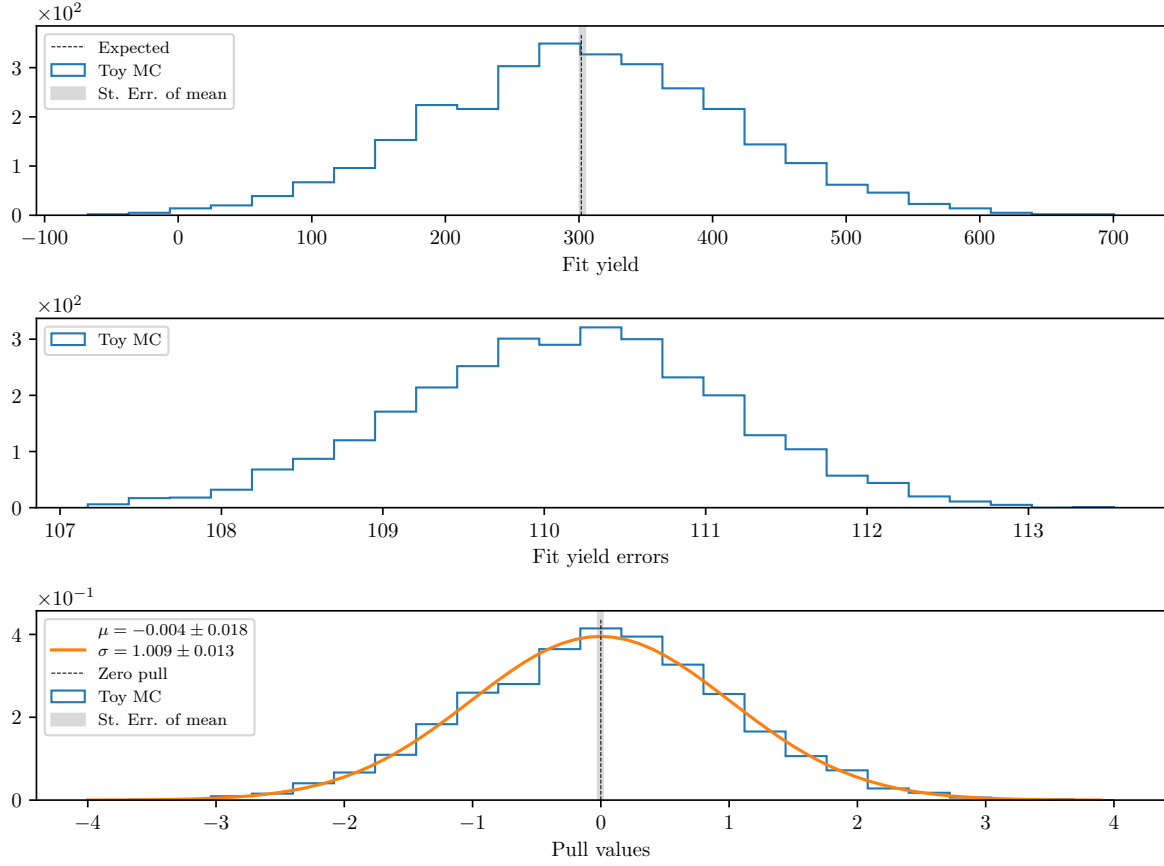 ×10²
Expected
Toy MC
St. Err. of mean
3
2
1
0
−100 0 100 200 300 400 500 600 700
Fit yield
×10²
Toy MC
3
2
1
0
107 108 109 110 111 112 113
Fit yield errors
×10⁻¹
μ = −0.004 ± 0.018
σ = 1.009 ± 0.013
Zero pull
Toy MC
St. Err. of mean
4
2
0
−4 −3 −2 −1 0 1 2 3 4
Pull values